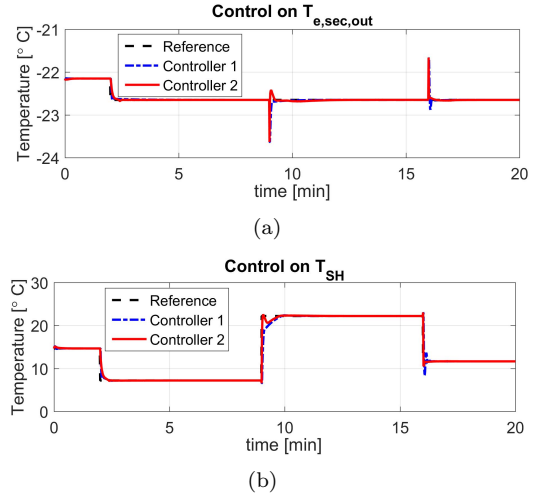 Control on T e,sec,out
Temperature [° C]
-21
-22
-23
-24
Reference
Controller 1
Controller 2
0 5 10 15 20
time [min]
(a)
Control on T SH
Temperature [° C]
30
20
10
0
Reference
Controller 1
Controller 2
0 5 10 15 20
time [min]
(b)